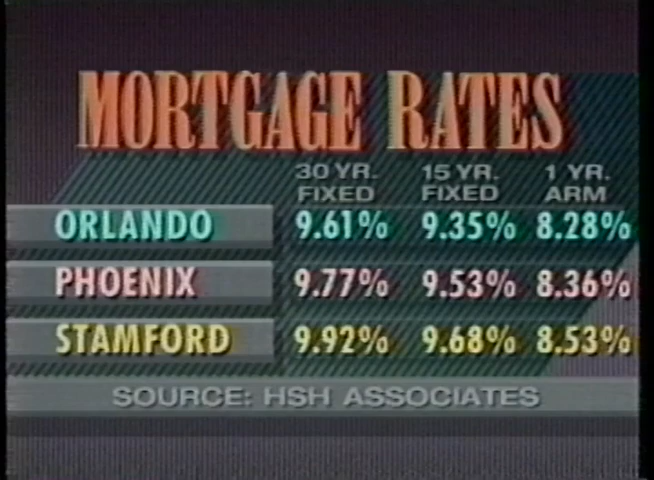 MORTGAGE RATES
30 YR. FIXED 15 YR. FIXED 1 YR. ARM
ORLANDO 9.61% 9.35% 8.28%
PHOENIX 9.77% 9.53% 8.36%
STAMFORD 9.92% 9.68% 8.53%
SOURCE: HSH ASSOCIATES